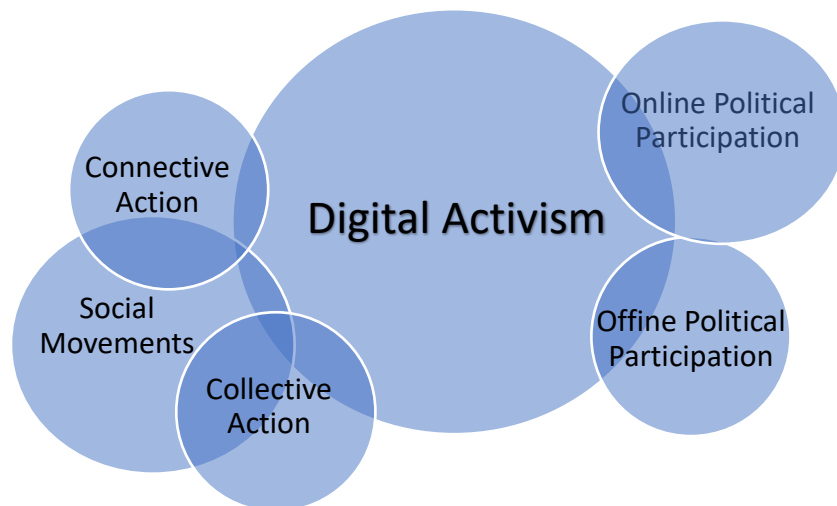 Connective
Action
Social
Movements
Collective
Action
Digital Activism
Online Political
Participation
Offine Political
Participation